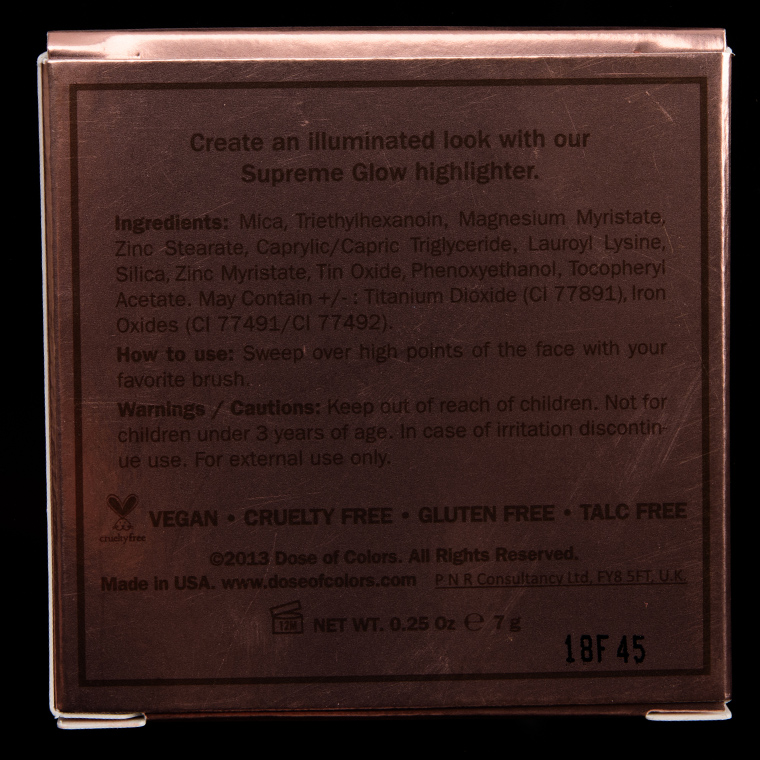 Create an illuminated look with our
Supreme Glow highlighter.
Ingredients: Mica, Triethylhexanoin, Magnesium Myristate,
Zinc Stearate, Caprylic/Capric Triglyceride, Lauroyl Lysine,
Silica, Zinc Myristate, Tin Oxide, Phenoxyethanol, Tocopheryl
Acetate. May Contain +/- : Titanium Dioxide (CI 77891), Iron
Oxides (CI 77491/CI 77492).
How to use: Sweep over high points of the face with your
favorite brush.
Warnings / Cautions: Keep out of reach of children. Not for
children under 3 years of age. In case of irritation discontin-
ue use. For external use only.
crueltyfree VEGAN • CRUELTY FREE • GLUTEN FREE • TALC FREE
©2013 Dose of Colors. All Rights Reserved.
Made in USA. www.doseofcolors.com P N R Consultancy Ltd, FY8 5FT, U.K.
12M NET WT. 0.25 Oz ℮ 7 g
18F 45